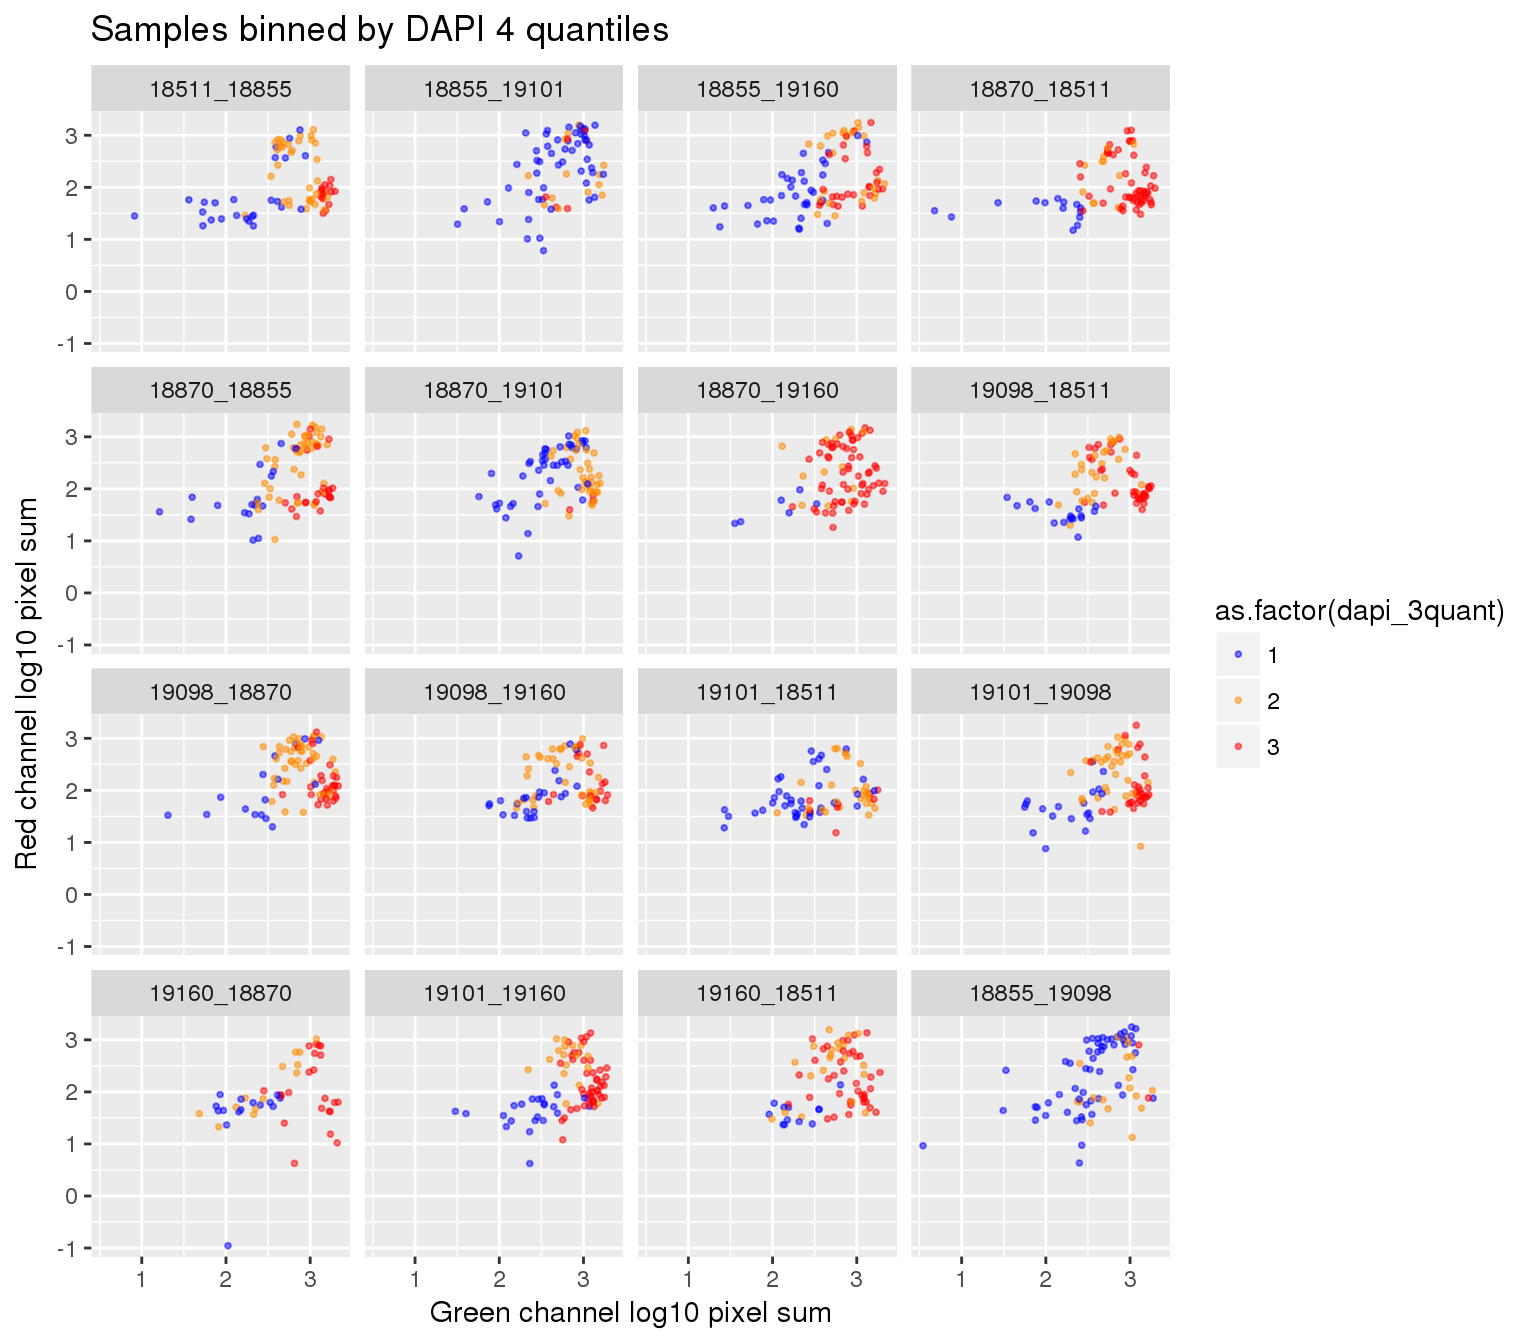 Samples binned by DAPI 4 quantiles
18511_18855 18855_19101 18855_19160 18870_18511
3
2
1
0
-1
18870_18855 18870_19101 18870_19160 19098_18511
3
2
1
0
-1
19098_18870 19098_19160 19101_18511 19101_19098
3
2
1
0
-1
19160_18870 19101_19160 19160_18511 18855_19098
3
2
1
0
-1
1 2 3 1 2 3 1 2 3 1 2 3
Green channel log10 pixel sum
Red channel log10 pixel sum
as.factor(dapi_3quant)
1
2
3